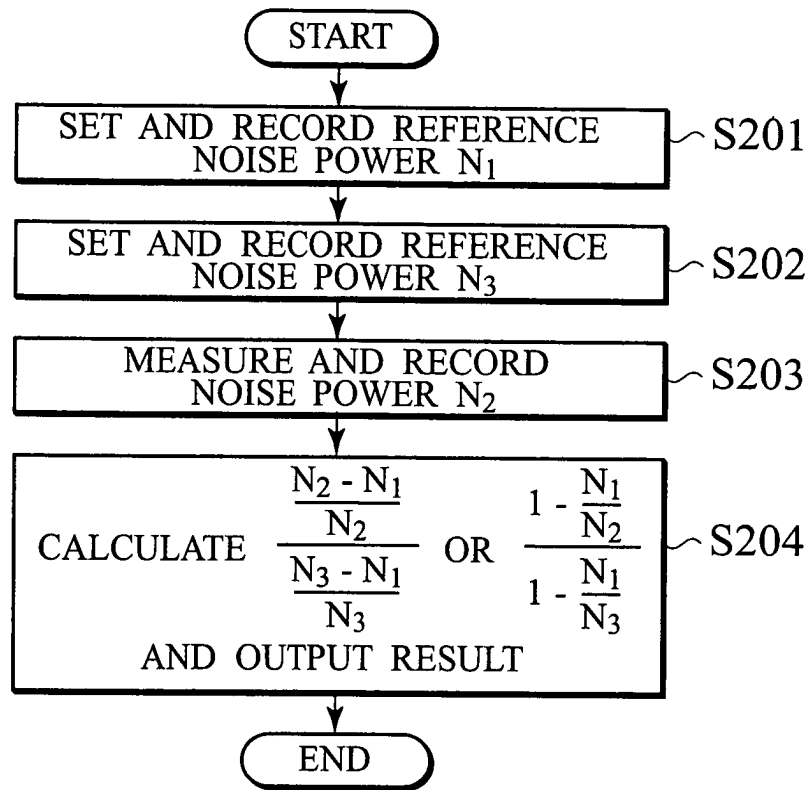 START
SET AND RECORD REFERENCE
NOISE POWER N₁
S201
SET AND RECORD REFERENCE
NOISE POWER N₃
S202
MEASURE AND RECORD
NOISE POWER N₂
S203
CALCULATE
N₂ - N₁
N₂
N₃ - N₁
N₃
OR
1 - N₁
N₂
1 - N₁
N₃
AND OUTPUT RESULT
S204
END